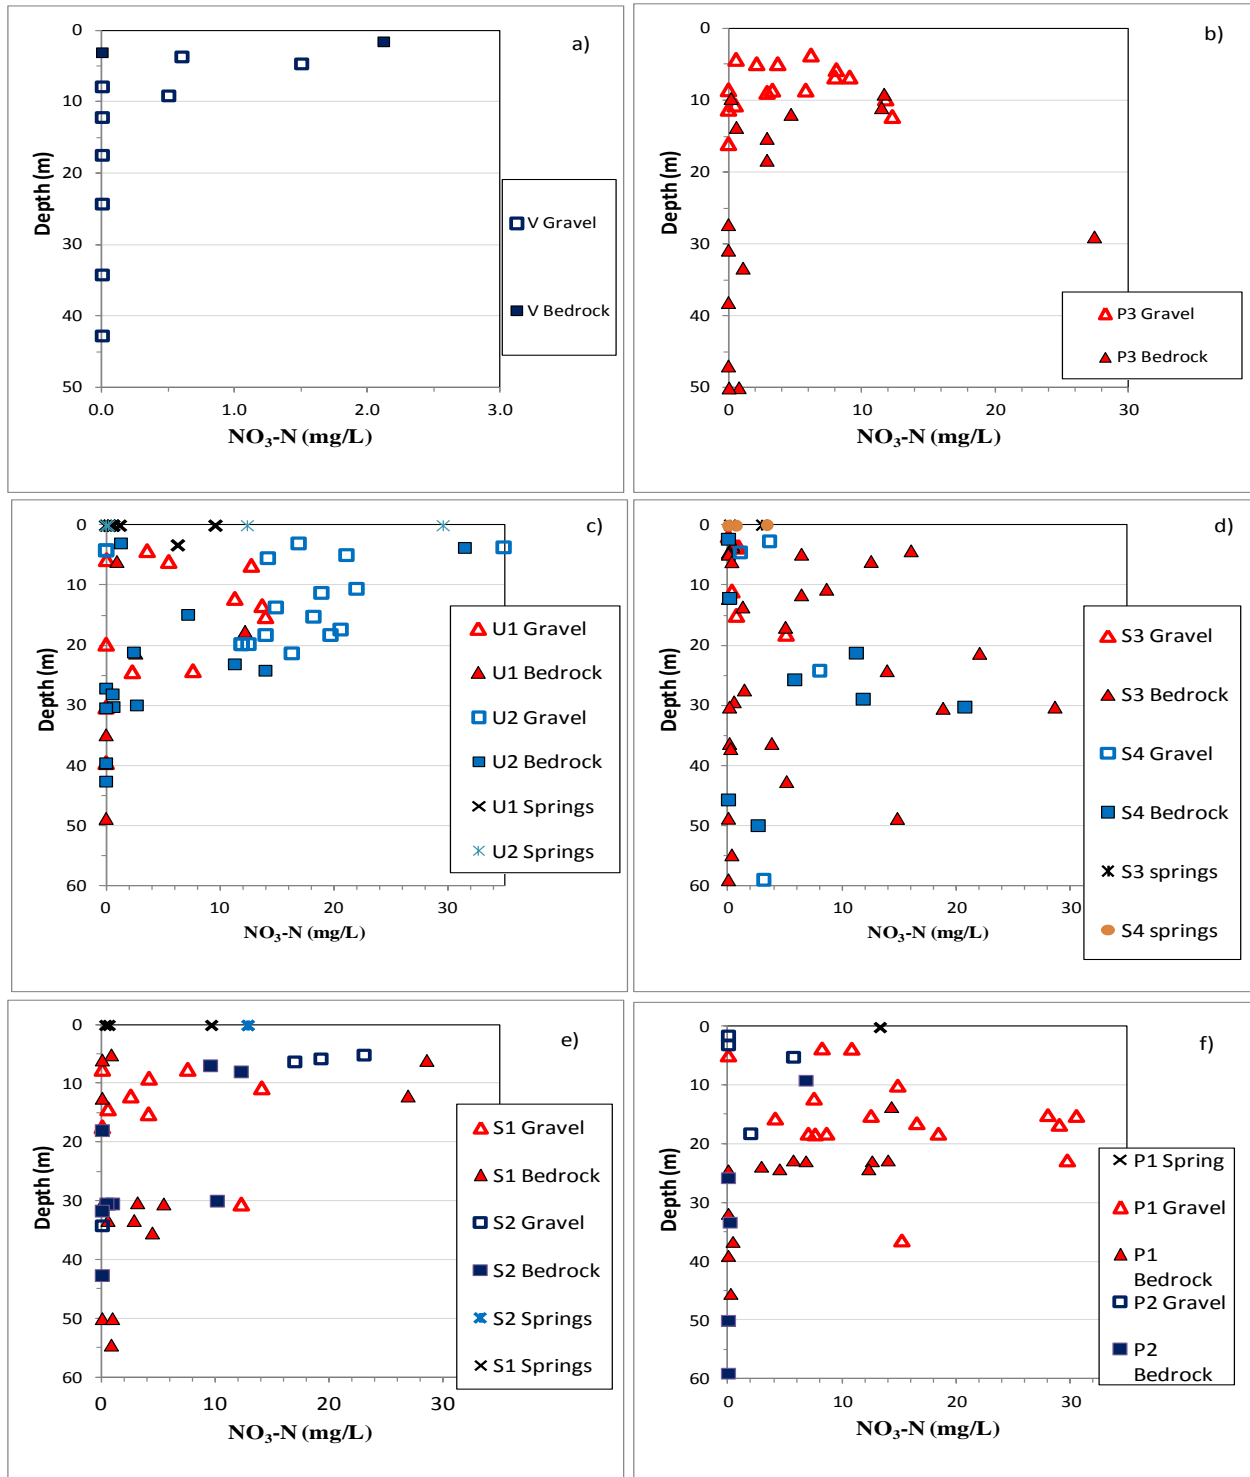 a)
0
10
20
30
40
50
0.0
1.0
2.0
3.0
Depth (m)
NO₃-N (mg/L)
V Gravel
V Bedrock
b)
0
10
20
30
40
50
0
10
20
30
Depth (m)
NO₃-N (mg/L)
P3 Gravel
P3 Bedrock
c)
0
10
20
30
40
50
60
0
10
20
30
Depth (m)
NO₃-N (mg/L)
U1 Gravel
U1 Bedrock
U2 Gravel
U2 Bedrock
U1 Springs
U2 Springs
d)
0
10
20
30
40
50
60
0
10
20
30
Depth (m)
NO₃-N (mg/L)
S3 Gravel
S3 Bedrock
S4 Gravel
S4 Bedrock
S3 springs
S4 springs
e)
0
10
20
30
40
50
60
0
10
20
30
Depth (m)
NO₃-N (mg/L)
S1 Gravel
S1 Bedrock
S2 Gravel
S2 Bedrock
S2 Springs
S1 Springs
f)
0
10
20
30
40
50
60
0
10
20
30
Depth (m)
NO₃-N (mg/L)
P1 Spring
P1 Gravel
P1
Bedrock
P2 Gravel
P2
Bedrock